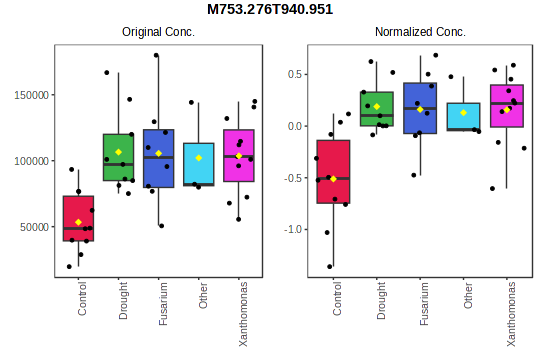 M753.276T940.951
Original Conc.
Normalized Conc.
150000
100000
50000
0.5
0.0
-0.5
-1.0
Control
Drought
Fusarium
Other
Xanthomonas
Control
Drought
Fusarium
Other
Xanthomonas